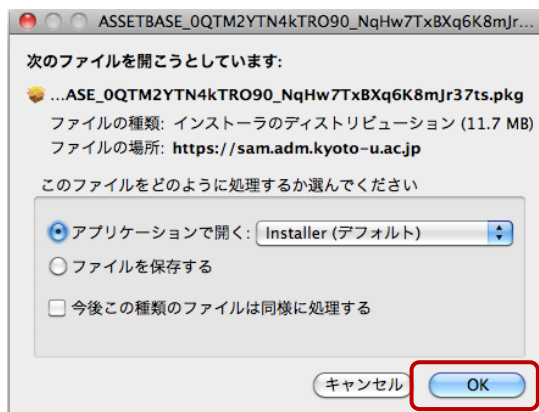 ASSETBASE_0QTM2YTN4kTRO90_NqHw7TxBXq6K8mJr...
次のファイルを開こうとしています:
...ASE_0QTM2YTN4kTRO90_NqHw7TxBXq6K8mJr37ts.pkg
ファイルの種類: インストーラのディストリビューション (11.7 MB)
ファイルの場所: https://sam.adm.kyoto-u.ac.jp
このファイルをどのように処理するか選んでください
アプリケーションで開く: Installer (デフォルト)
ファイルを保存する
今後この種類のファイルは同様に処理する
キャンセル OK